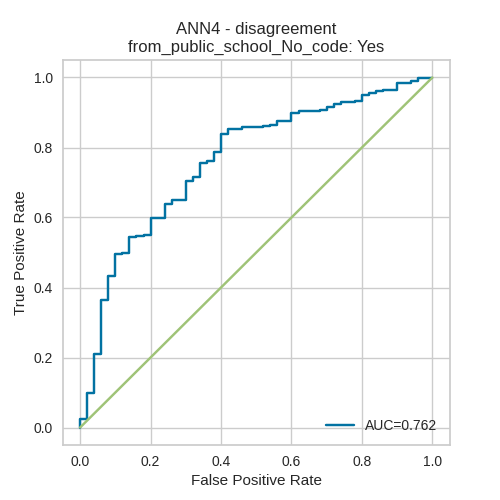 ANN4 - disagreement
from_public_school_No_code: Yes
True Positive Rate
1.0
0.8
0.6
0.4
0.2
0.0
AUC=0.762
0.0 0.2 0.4 0.6 0.8 1.0
False Positive Rate